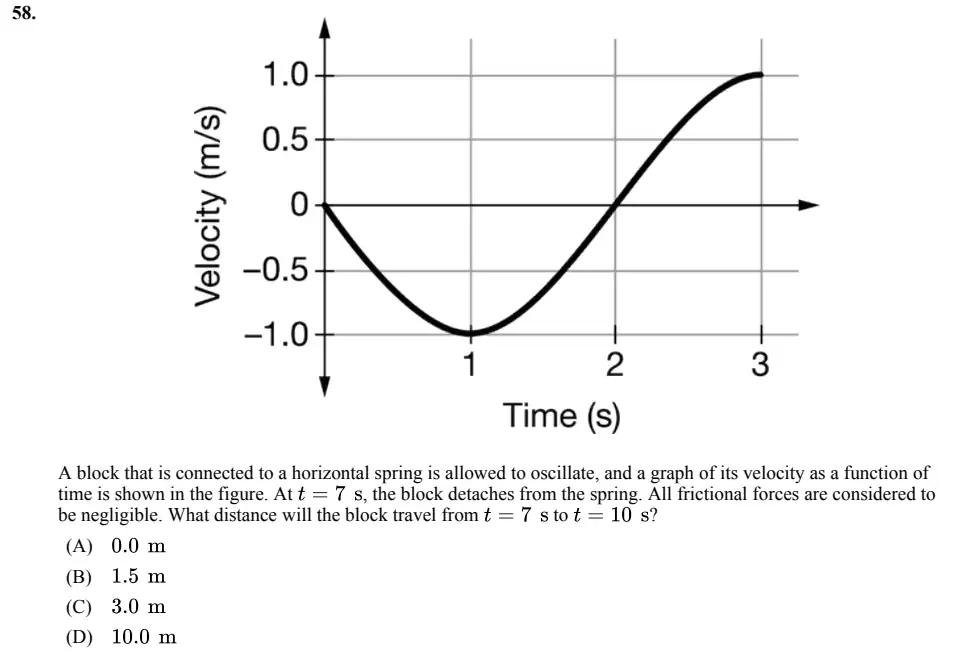 58.
1.0
0.5
0
−0.5
−1.0
Velocity (m/s)
1 2 3
Time (s)
A block that is connected to a horizontal spring is allowed to oscillate, and a graph of its velocity as a function of
time is shown in the figure. At t = 7 s, the block detaches from the spring. All frictional forces are considered to
be negligible. What distance will the block travel from t = 7 s to t = 10 s?
(A) 0.0 m
(B) 1.5 m
(C) 3.0 m
(D) 10.0 m